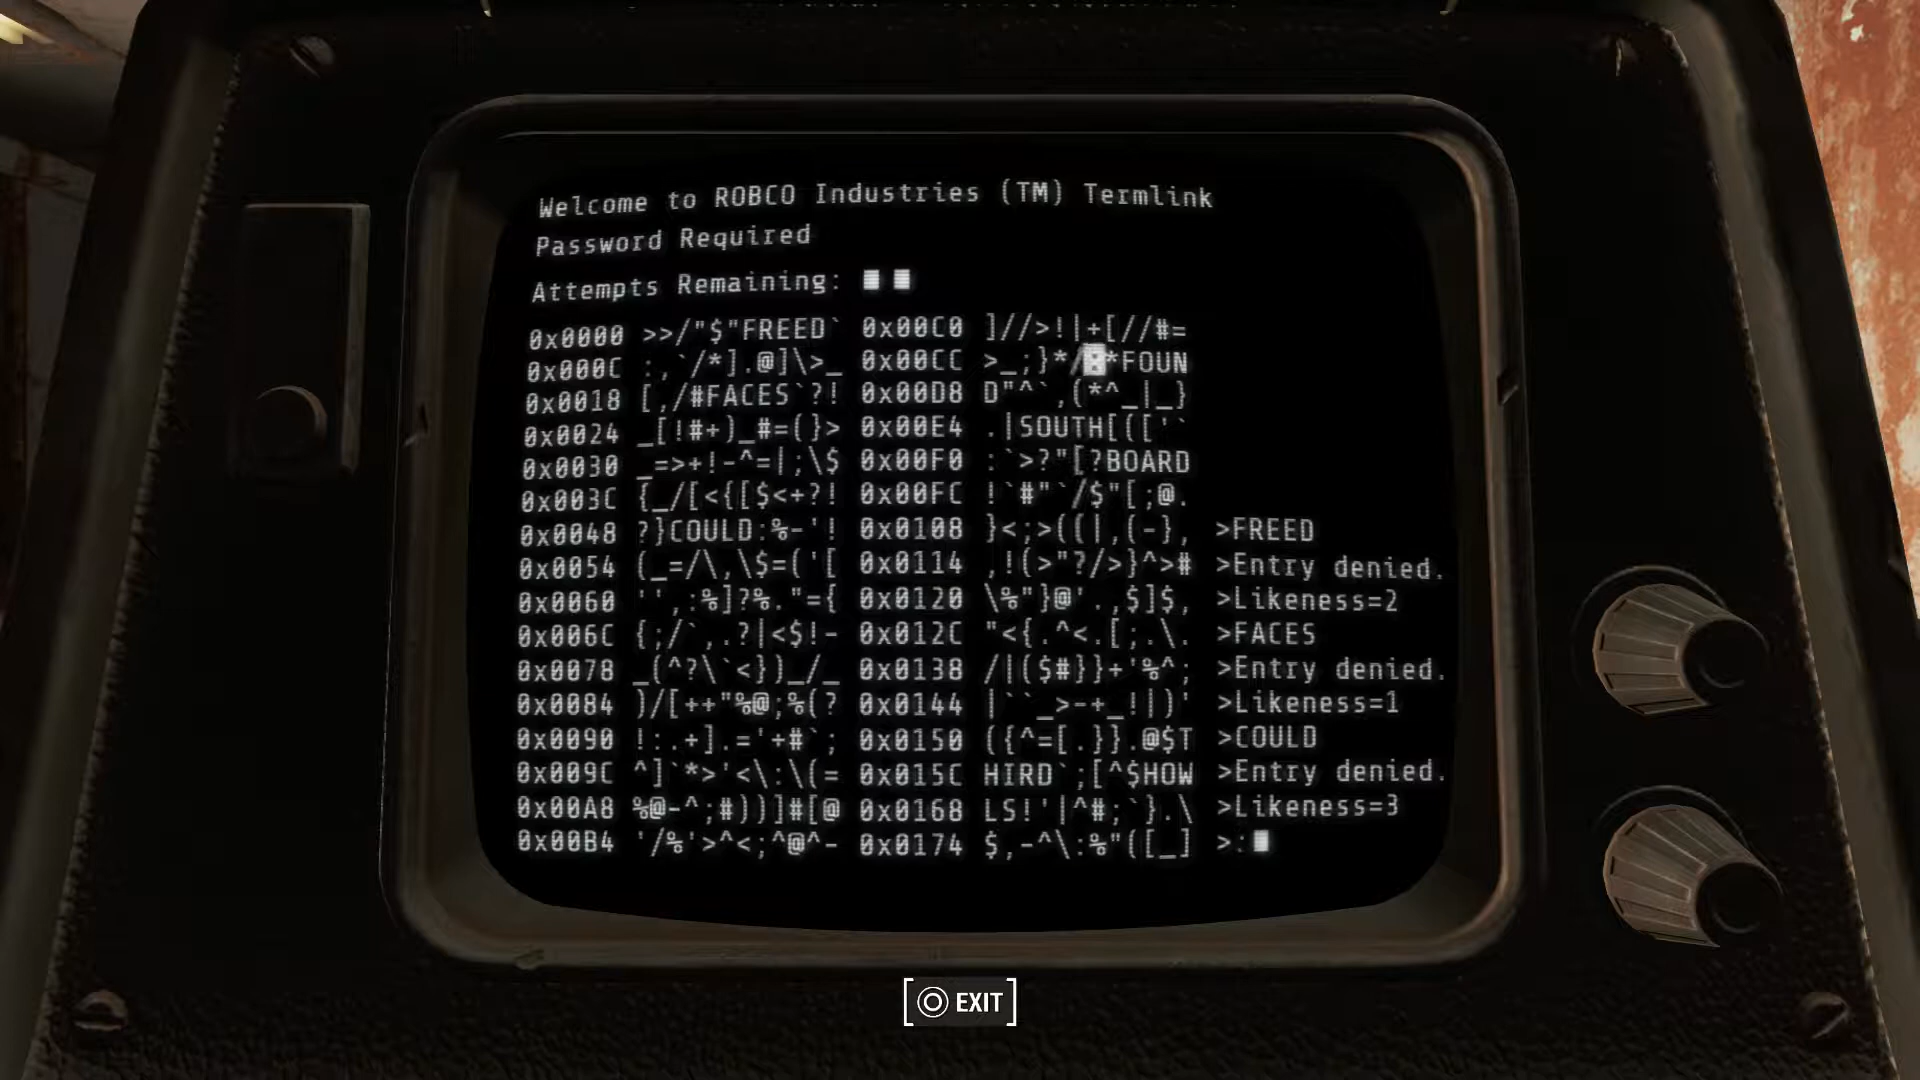 Welcome to ROBCO Industries (TM) Termlink
Password Required
Attempts Remaining: ■ ■
0x0000 >>/"$"FREED` 0x00C0 ]//>!|+[//#=
0x000C :,`/*].@]\>_ 0x00CC >_;}*/:*FOUN
0x0018 [,/#FACES`?! 0x00D8 D"^`,(*^_|_}
0x0024 _[!#+)_#=(}> 0x00E4 .|SOUTH[(['`
0x0030 _=>+!-^=|;\$ 0x00F0 :`>?"[?BOARD
0x003C {_/[<{[$<+?! 0x00FC !`#"`/$"[;@.
0x0048 ?}COULD:%-'! 0x0108 }<;>((|,(-}, >FREED
0x0054 (_=/\,\$=('[ 0x0114 ,!(>"?/>}^># >Entry denied.
0x0060 '',:%]?%."={ 0x0120 \%"}@'.,$]$, >Likeness=2
0x006C {;/`,.?|<$!- 0x012C "<{.^<.[;.\. >FACES
0x0078 _(^?\`<})_/_ 0x0138 /|($#}}+'%^; >Entry denied.
0x0084 )/[++"%@;%(? 0x0144 |``_>-+_!|)' >Likeness=1
0x0090 !:.+].='+#`; 0x0150 ({^=[.}}.@$T >COULD
0x009C ^]`*>'<\:\(= 0x015C HIRD`;[^$HOW >Entry denied.
0x00A8 %@-^;#))]#[@ 0x0168 LS!'|^#;`}.\ >Likeness=3
0x00B4 '/%'>^<;^@^- 0x0174 $,-^\:%"([_] >:■
EXIT